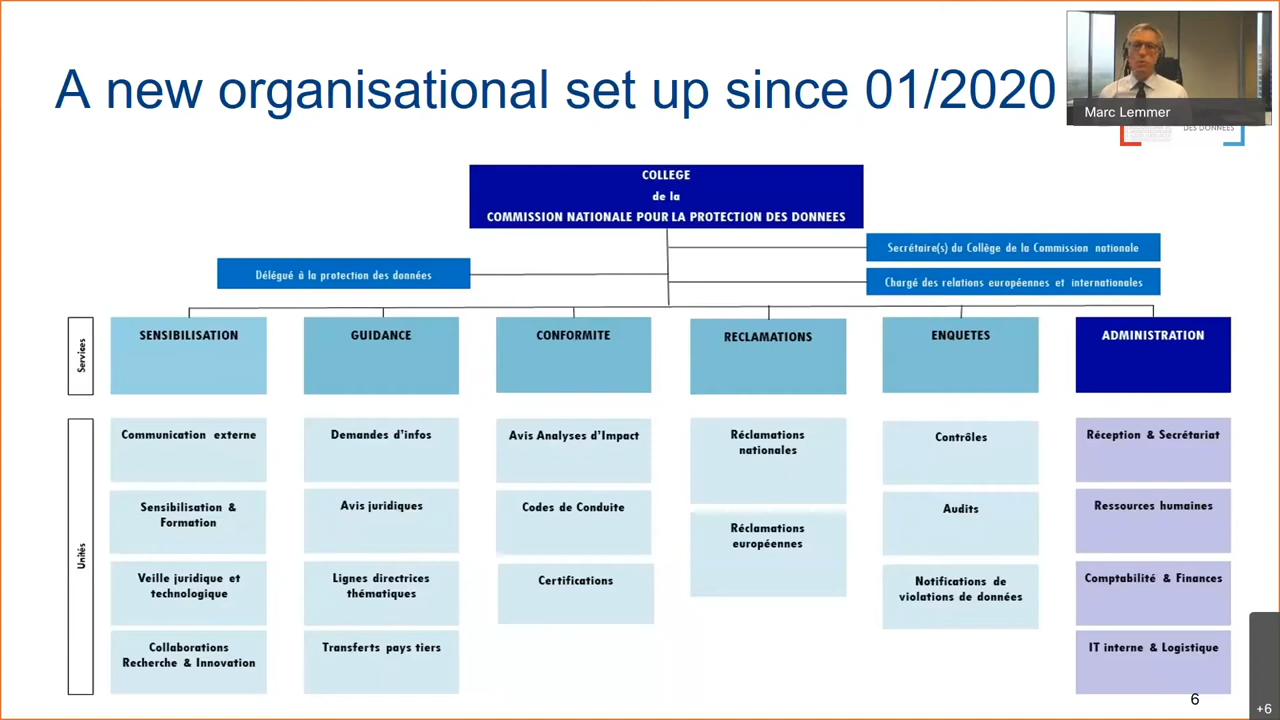 A new organisational set up since 01/2020
Marc Lemmer
DES DONNÉES
COLLEGE
de la
COMMISSION NATIONALE POUR LA PROTECTION DES DONNEES
Secrétaire(s) du Collège de la Commission nationale
Délégué à la protection des données
Chargé des relations européennes et internationales
Services
SENSIBILISATION
GUIDANCE
CONFORMITE
RECLAMATIONS
ENQUETES
ADMINISTRATION
Unités
Communication externe
Sensibilisation &
Formation
Veille juridique et
technologique
Collaborations
Recherche & Innovation
Demandes d'infos
Avis juridiques
Lignes directrices
thématiques
Transferts pays tiers
Avis Analyses d'Impact
Codes de Conduite
Certifications
Réclamations
nationales
Réclamations
européennes
Contrôles
Audits
Notifications de
violations de données
Réception & Secrétariat
Ressources humaines
Comptabilité & Finances
IT interne & Logistique
6
+6